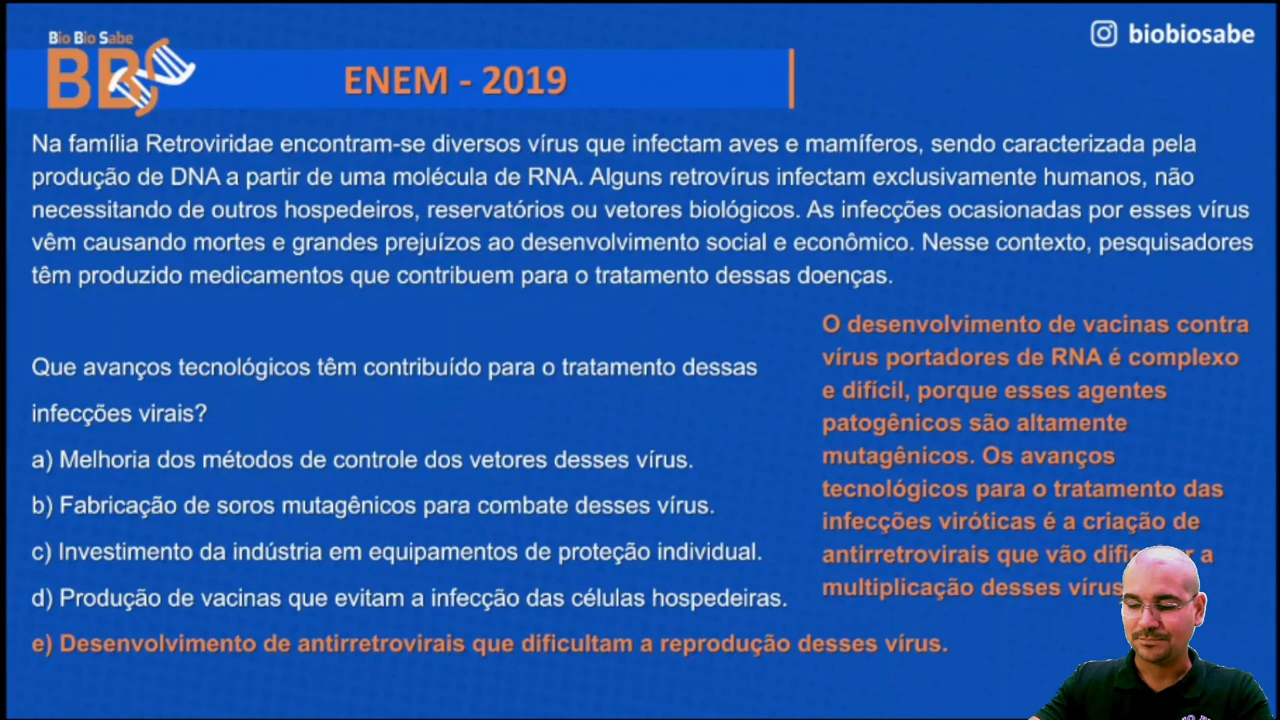 Bio Bio Sabe
BBS
biobiosabe
ENEM - 2019
Na família Retroviridae encontram-se diversos vírus que infectam aves e mamíferos, sendo caracterizada pela
produção de DNA a partir de uma molécula de RNA. Alguns retrovírus infectam exclusivamente humanos, não
necessitando de outros hospedeiros, reservatórios ou vetores biológicos. As infecções ocasionadas por esses vírus
vêm causando mortes e grandes prejuízos ao desenvolvimento social e econômico. Nesse contexto, pesquisadores
têm produzido medicamentos que contribuem para o tratamento dessas doenças.
Que avanços tecnológicos têm contribuído para o tratamento dessas
infecções virais?
a) Melhoria dos métodos de controle dos vetores desses vírus.
b) Fabricação de soros mutagênicos para combate desses vírus.
c) Investimento da indústria em equipamentos de proteção individual.
d) Produção de vacinas que evitam a infecção das células hospedeiras.
e) Desenvolvimento de antirretrovirais que dificultam a reprodução desses vírus.
O desenvolvimento de vacinas contra
vírus portadores de RNA é complexo
e difícil, porque esses agentes
patogênicos são altamente
mutagênicos. Os avanços
tecnológicos para o tratamento das
infecções viróticas é a criação de
antirretrovirais que vão a
multiplicação desses vírus